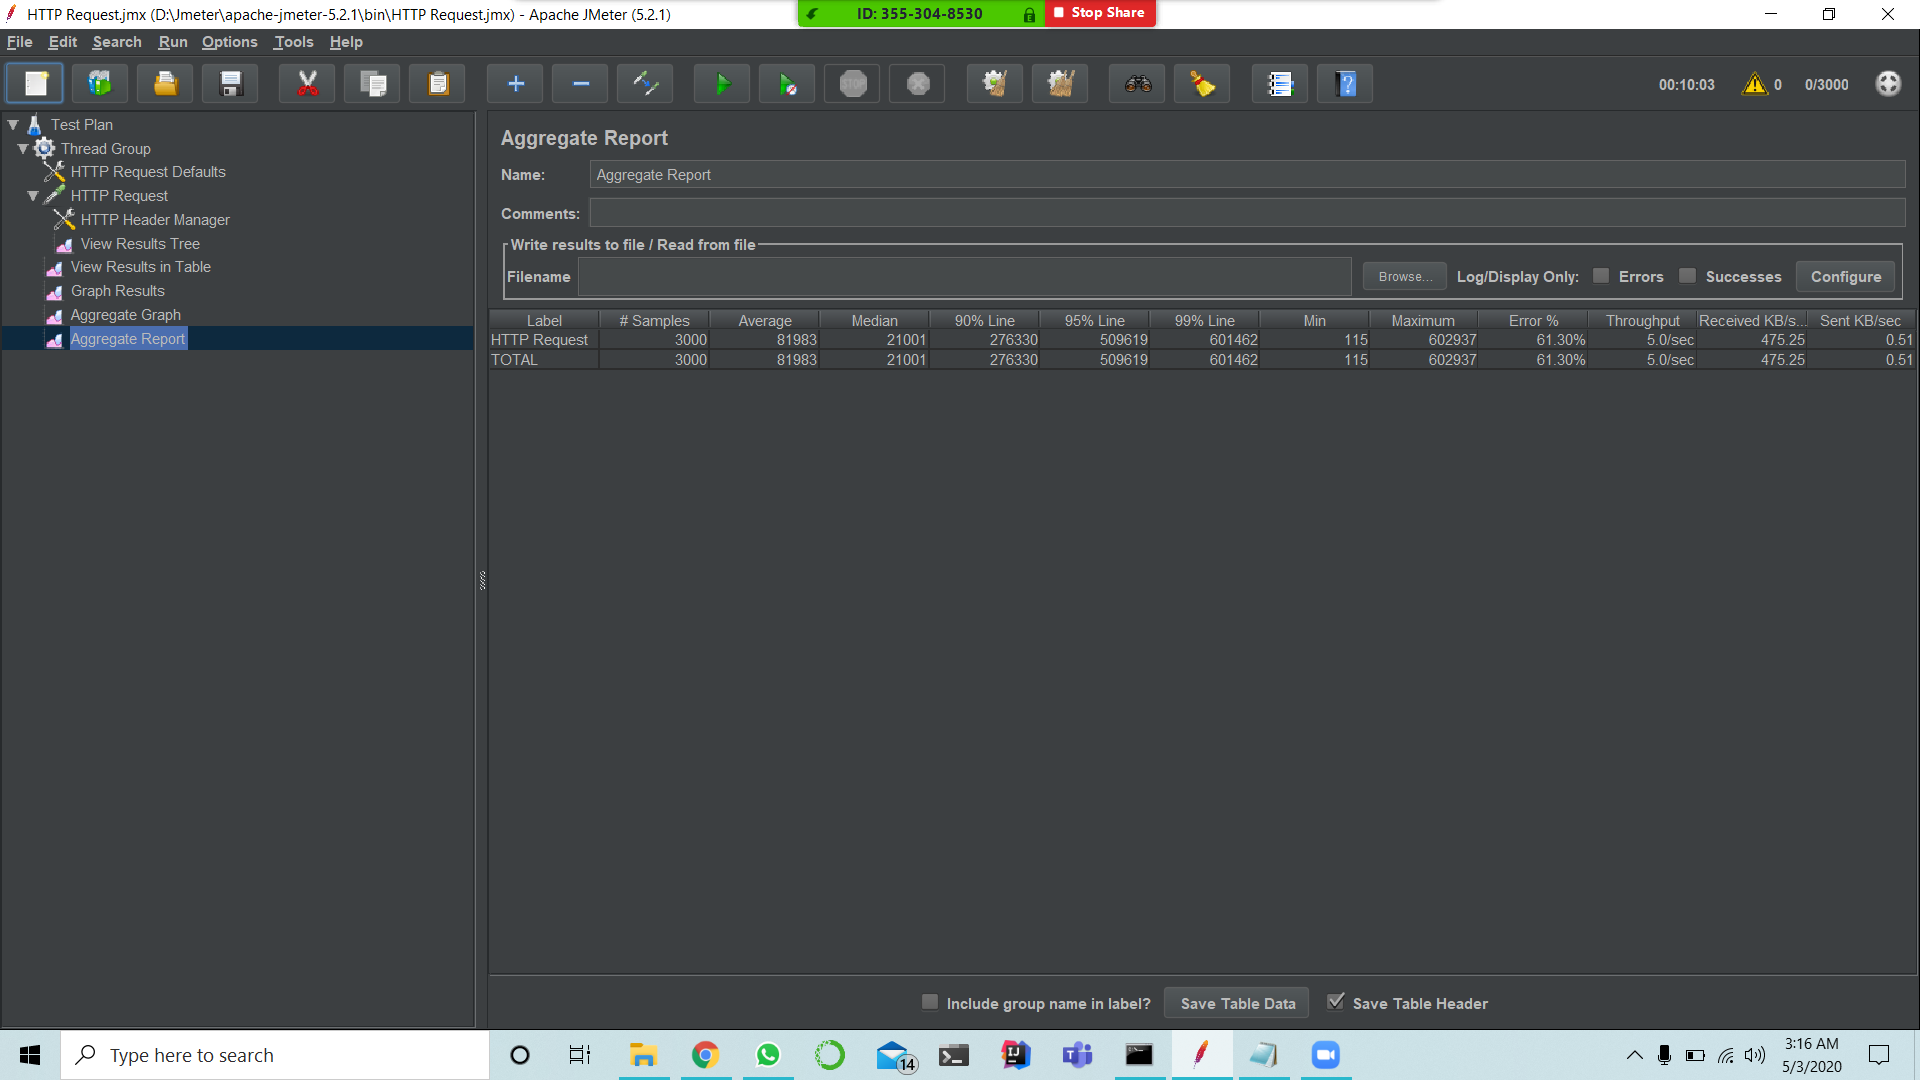 HTTP Request.jmx (D:\Jmeter\apache-jmeter-5.2.1\bin\HTTP Request.jmx) - Apache JMeter (5.2.1)
ID: 355-304-8530
Stop Share
File Edit Search Run Options Tools Help
STOP
00:10:03
0
0/3000
Test Plan
Thread Group
HTTP Request Defaults
HTTP Request
HTTP Header Manager
View Results Tree
View Results in Table
Graph Results
Aggregate Graph
Aggregate Report
Aggregate Report
Name: Aggregate Report
Comments:
Write results to file / Read from file
Filename Browse... Log/Display Only: Errors Successes Configure
Label # Samples Average Median 90% Line 95% Line 99% Line Min Maximum Error % Throughput Received KB/s... Sent KB/sec
HTTP Request 3000 81983 21001 276330 509619 601462 115 602937 61.30% 5.0/sec 475.25 0.51
TOTAL 3000 81983 21001 276330 509619 601462 115 602937 61.30% 5.0/sec 475.25 0.51
Include group name in label? Save Table Data Save Table Header
Type here to search
14
3:16 AM
5/3/2020